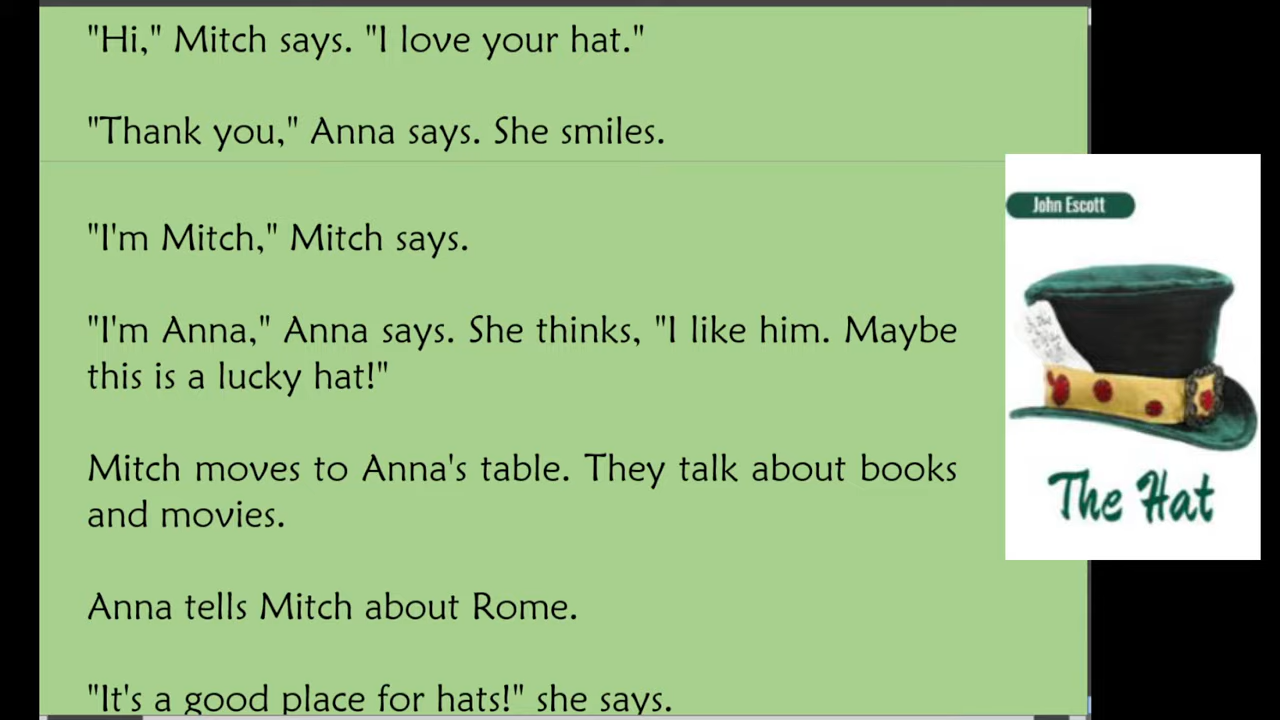 "Hi," Mitch says. "I love your hat."
"Thank you," Anna says. She smiles.
"I'm Mitch," Mitch says.
"I'm Anna," Anna says. She thinks, "I like him. Maybe
this is a lucky hat!"
Mitch moves to Anna's table. They talk about books
and movies.
Anna tells Mitch about Rome.
"It's a good place for hats!" she says.
John Escott
The Hat